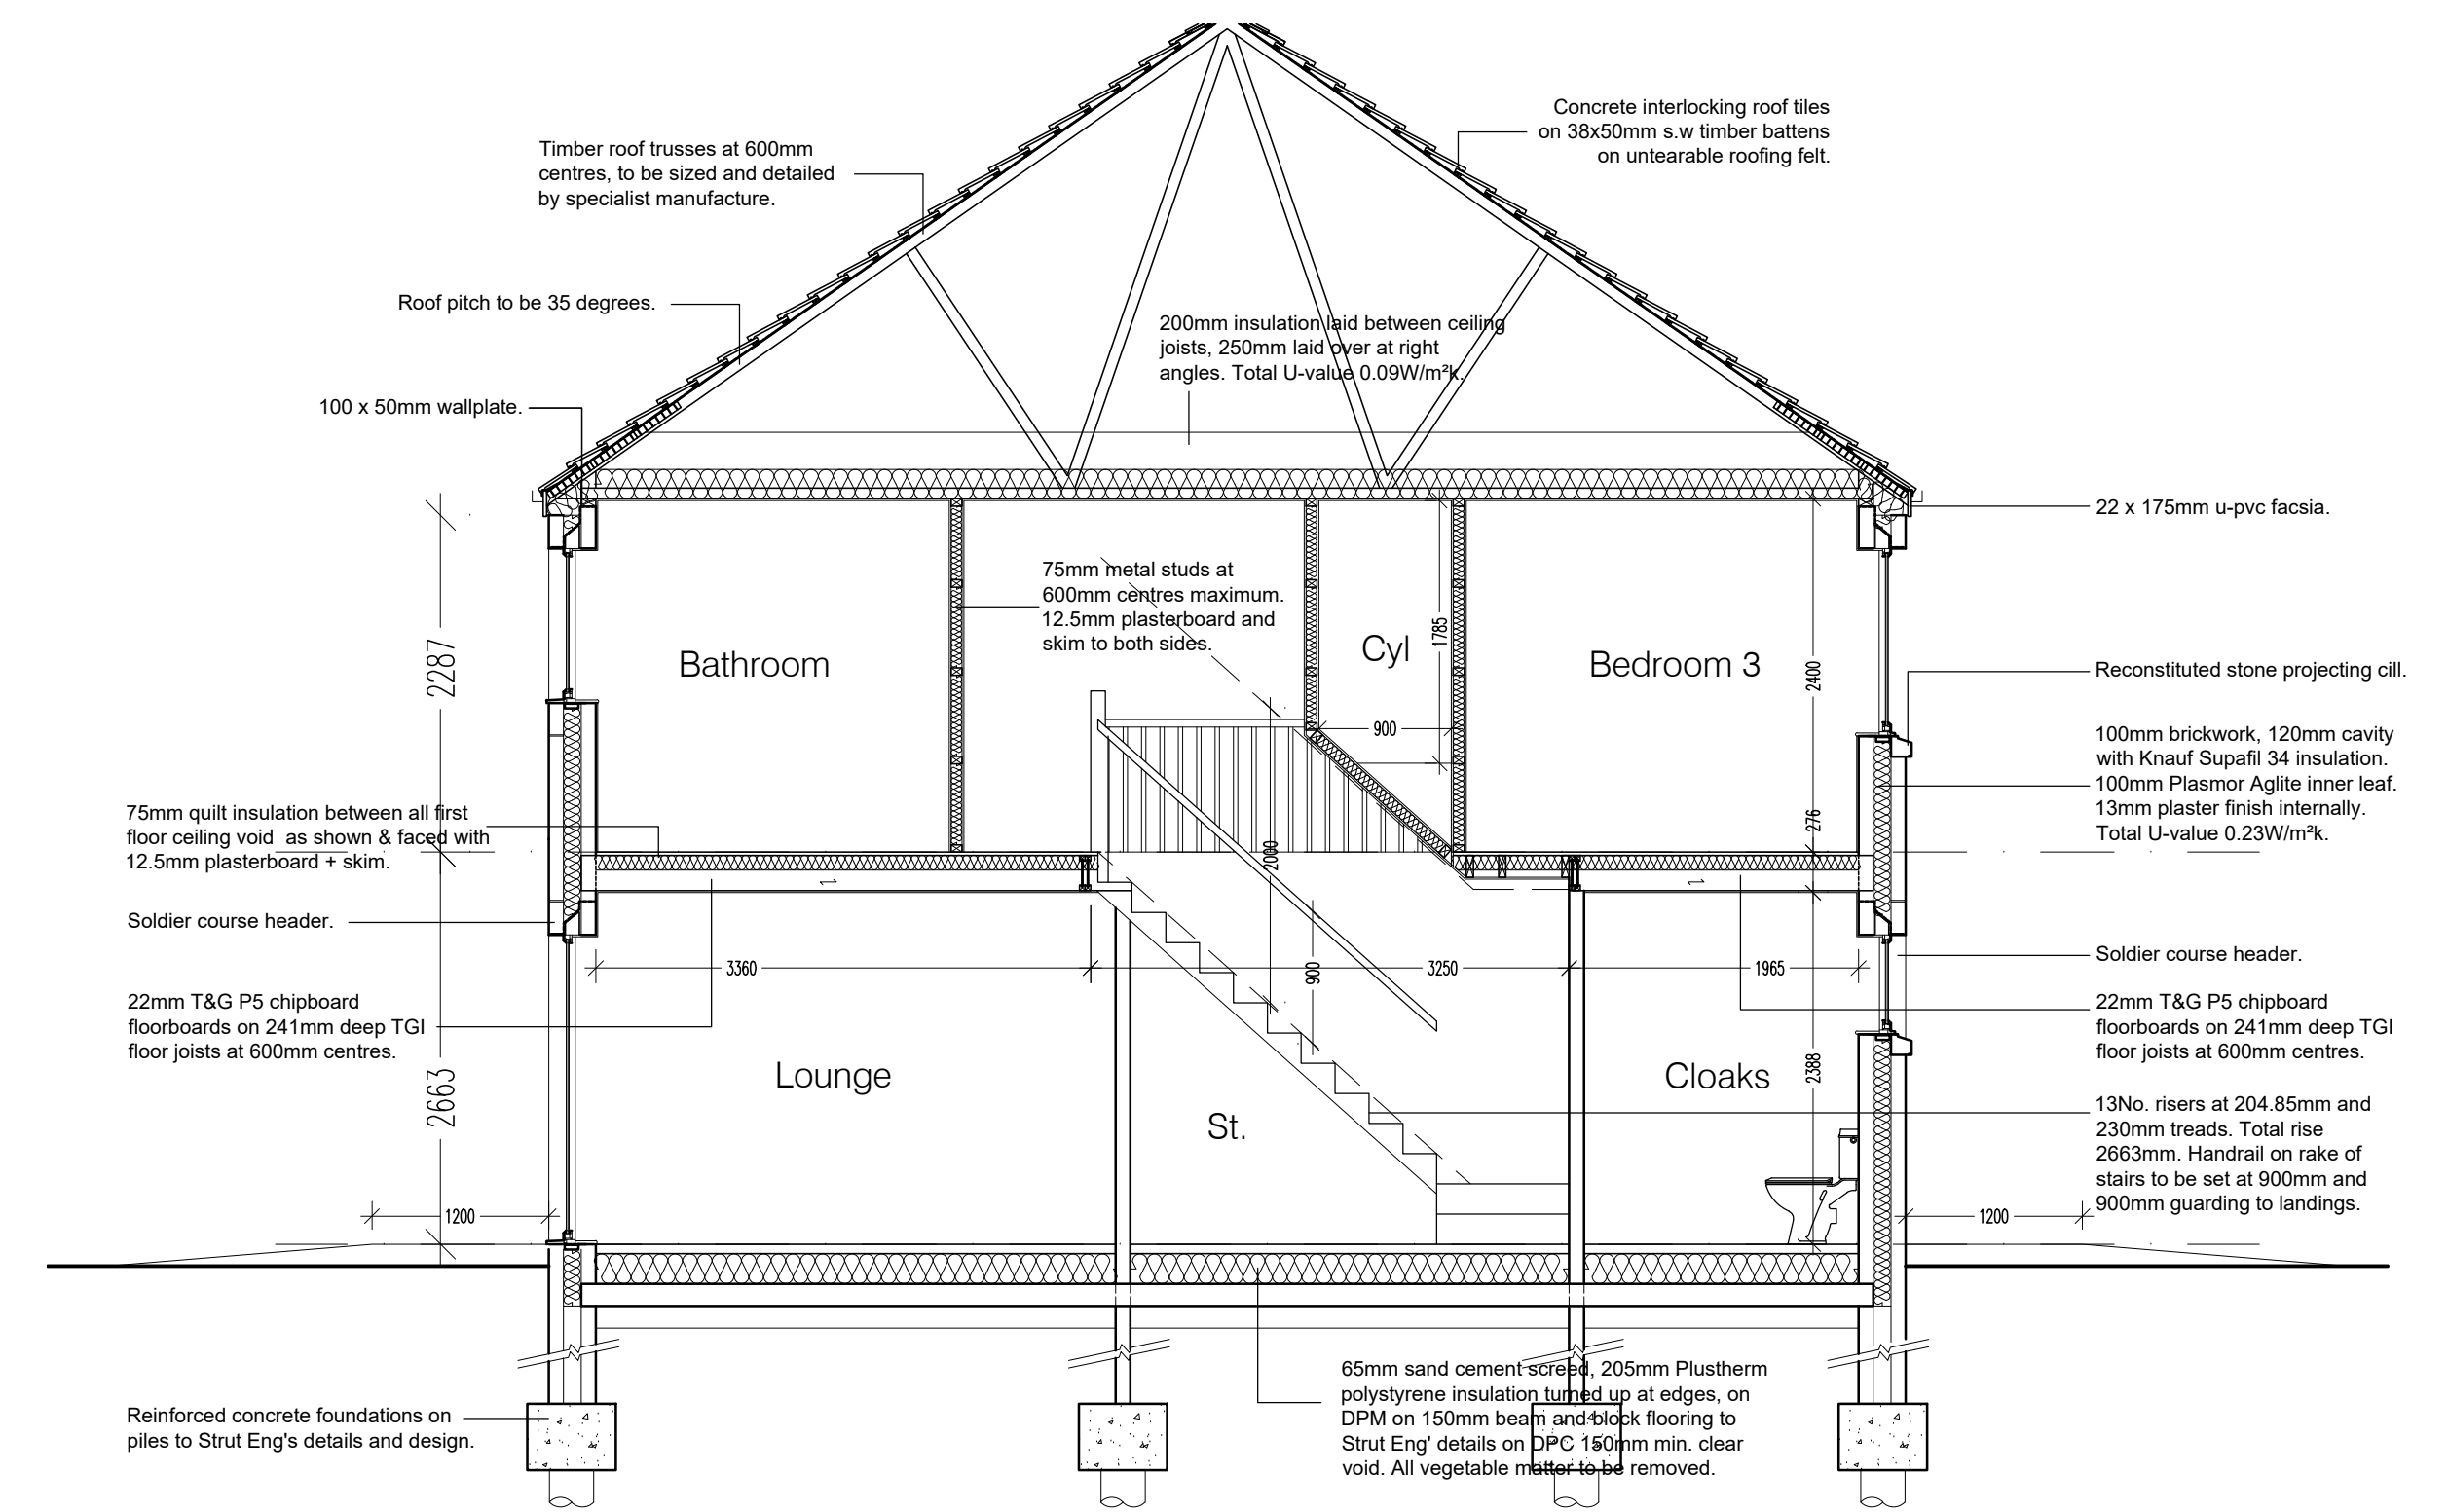 Concrete interlocking roof tiles
on 38x50mm s.w timber battens
on untearable roofing felt.
Timber roof trusses at 600mm
centres, to be sized and detailed
by specialist manufacture.
Roof pitch to be 35 degrees.
200mm insulation laid between ceiling
joists, 250mm laid over at right
angles. Total U-value 0.09W/m²k.
100 x 50mm wallplate.
22 x 175mm u-pvc facsia.
75mm metal studs at
600mm centres maximum.
12.5mm plasterboard and
skim to both sides.
2287
Bathroom
Cyl
1785
Bedroom 3
2400
Reconstituted stone projecting cill.
900
100mm brickwork, 120mm cavity
with Knauf Supafil 34 insulation.
100mm Plasmor Aglite inner leaf.
13mm plaster finish internally.
Total U-value 0.23W/m²k.
75mm quilt insulation between all first
floor ceiling void as shown & faced with
12.5mm plasterboard + skim.
276
2000
Soldier course header.
Soldier course header.
3360
900
3250
1965
22mm T&G P5 chipboard
floorboards on 241mm deep TGI
floor joists at 600mm centres.
22mm T&G P5 chipboard
floorboards on 241mm deep TGI
floor joists at 600mm centres.
2663
Lounge
St.
Cloaks
2388
13No. risers at 204.85mm and
230mm treads. Total rise
2663mm. Handrail on rake of
stairs to be set at 900mm and
900mm guarding to landings.
1200
1200
65mm sand cement screed, 205mm Plustherm
polystyrene insulation turned up at edges, on
DPM on 150mm beam and block flooring to
Strut Eng' details on DPC 150mm min. clear
void. All vegetable matter to be removed.
Reinforced concrete foundations on
piles to Strut Eng's details and design.